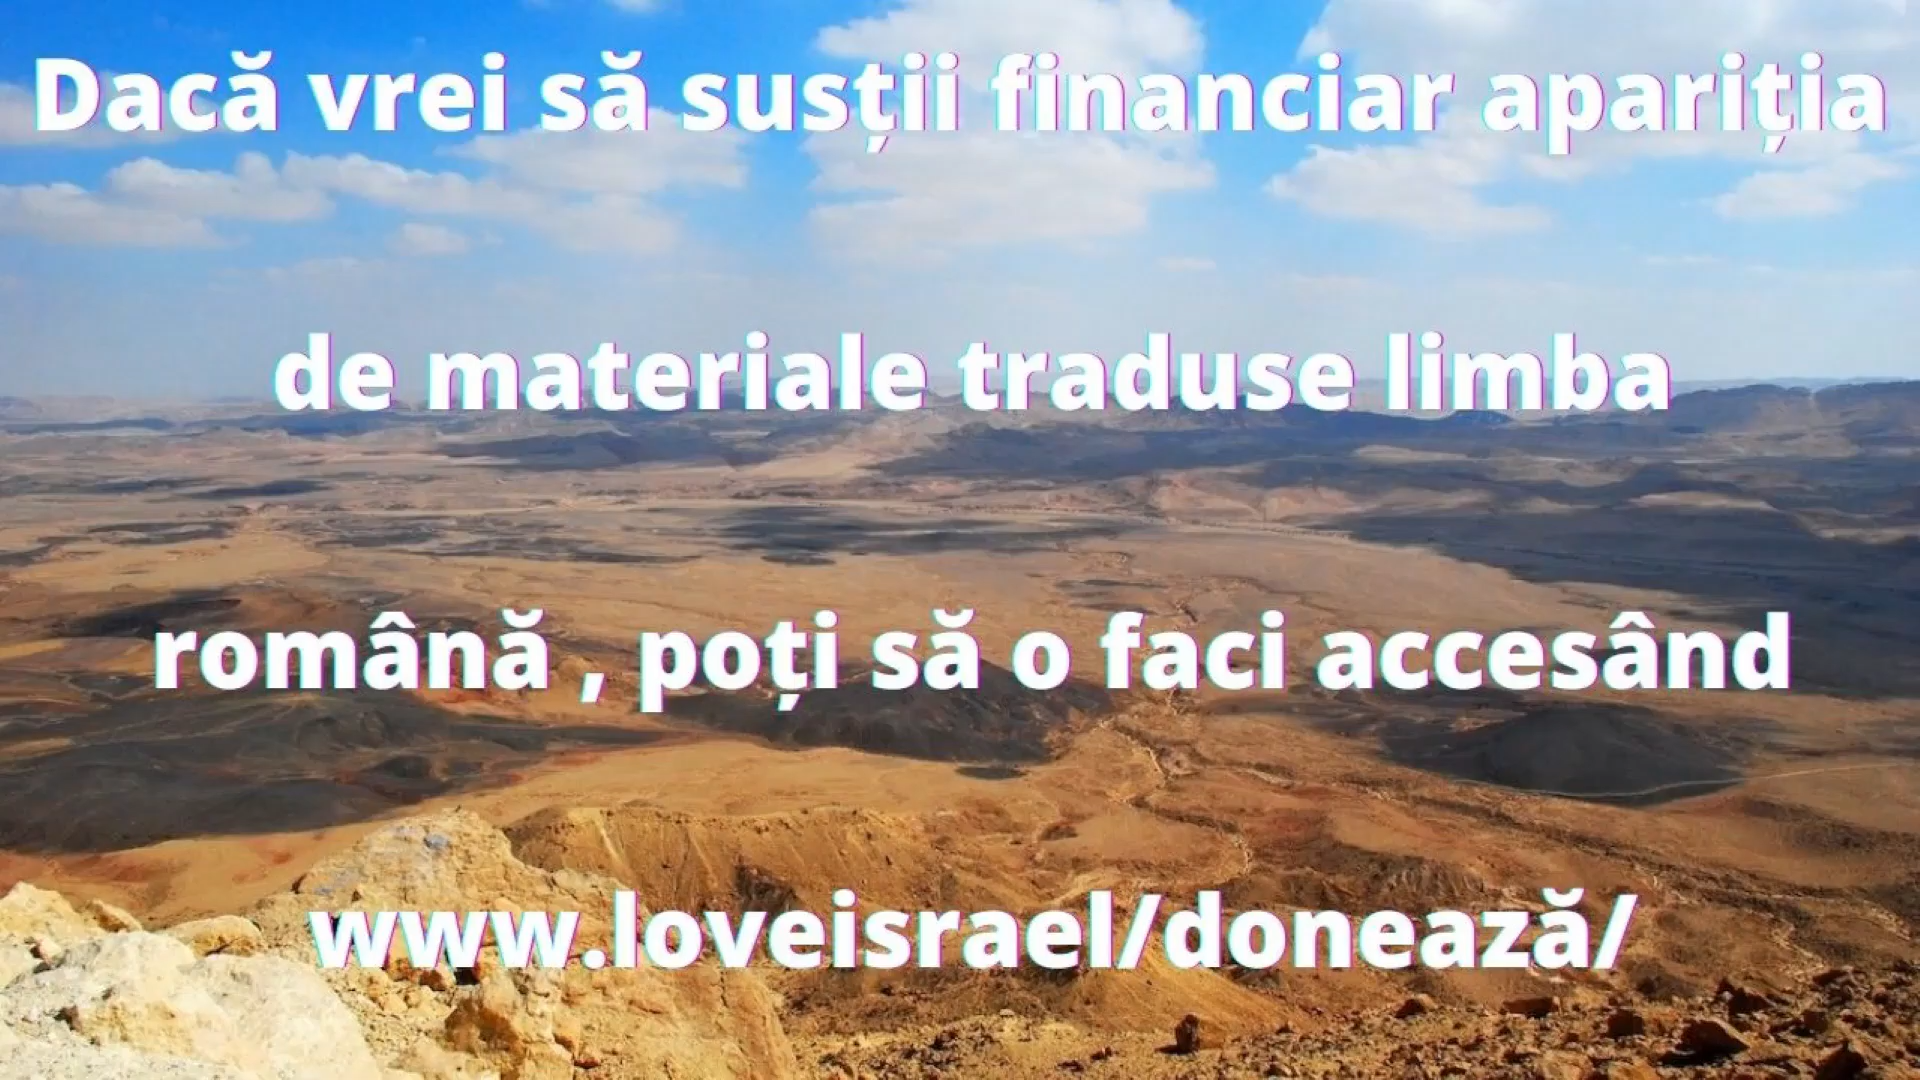 Dacă vrei să susții financiar apariția
de materiale traduse limba
română , poți să o faci accesând
www.loveisrael/donează/